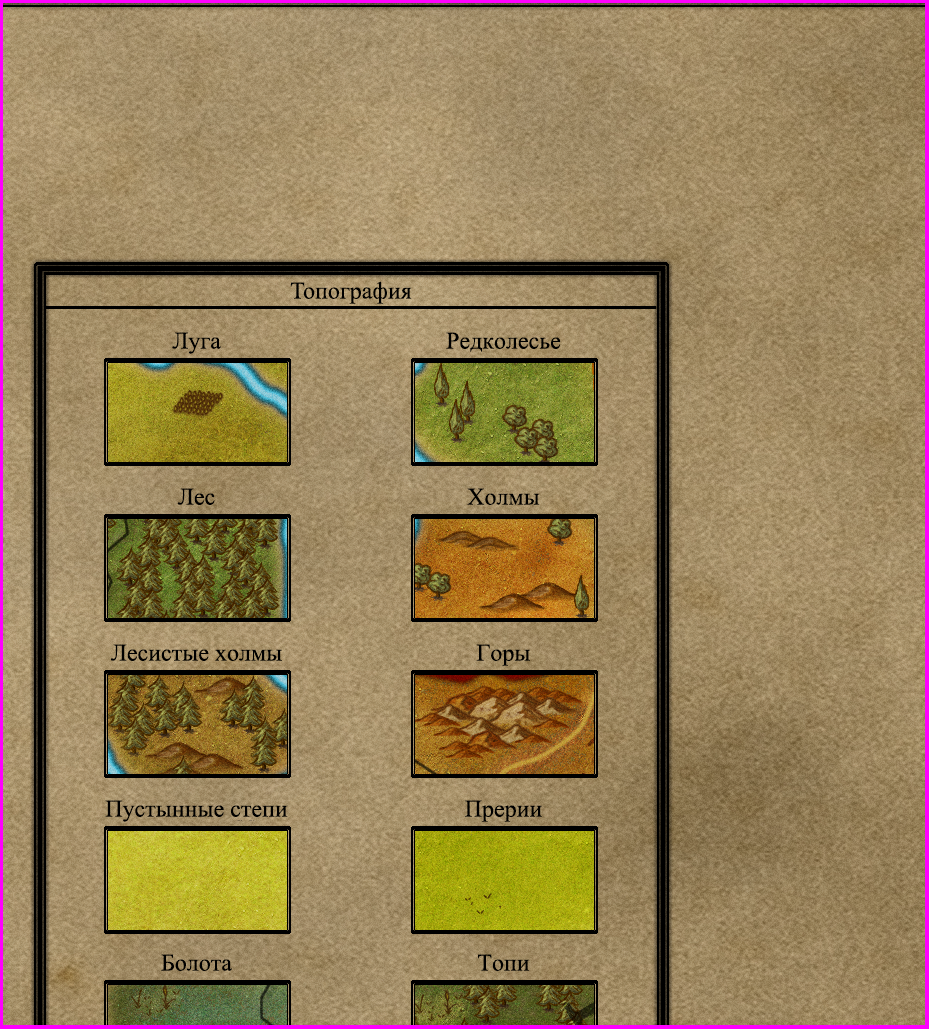 Топография
Луга
Редколесье
Лес
Холмы
Лесистые холмы
Горы
Пустынные степи
Прерии
Болота
Топи